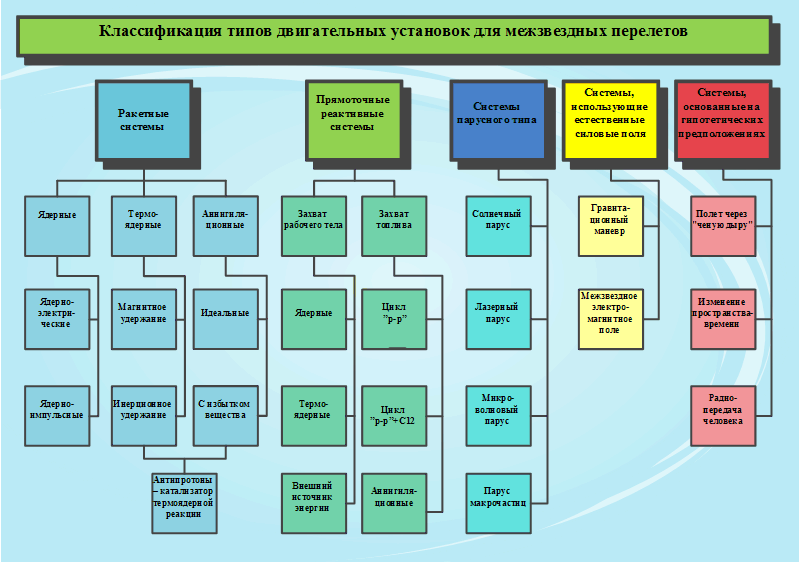 Классификация типов двигательных установок для межзвездных перелетов
Ракетные
системы
Прямоточные
реактивные
системы
Системы
парусного типа
Системы,
использующие
естественные
силовые поля
Системы,
основанные на
гипотетических
предположениях
Ядерные
Термо-
ядерные
Аннигиля-
ционные
Захват
рабочего тела
Захват
топлива
Солнечный
парус
Гравита-
ционный
маневр
Полет через
"ченую дыру"
Ядерно-
электри-
ческие
Магнитное
удержание
Идеальные
Ядерные
Цикл
"p-p"
Лазерный
парус
Межзвездное
электро-
магнитное
поле
Изменение
пространства-
времени
Ядерно-
импульсные
Инерционное
удержание
С избытком
вещества
Термо-
ядерные
Цикл
"p-p"+C12
Микро-
волновый
парус
Радио-
передача
человека
Антипротоны
– катализатор
термоядерной
реакции
Внешний
источник
энергии
Аннигиля-
ционные
Парус
макрочастиц